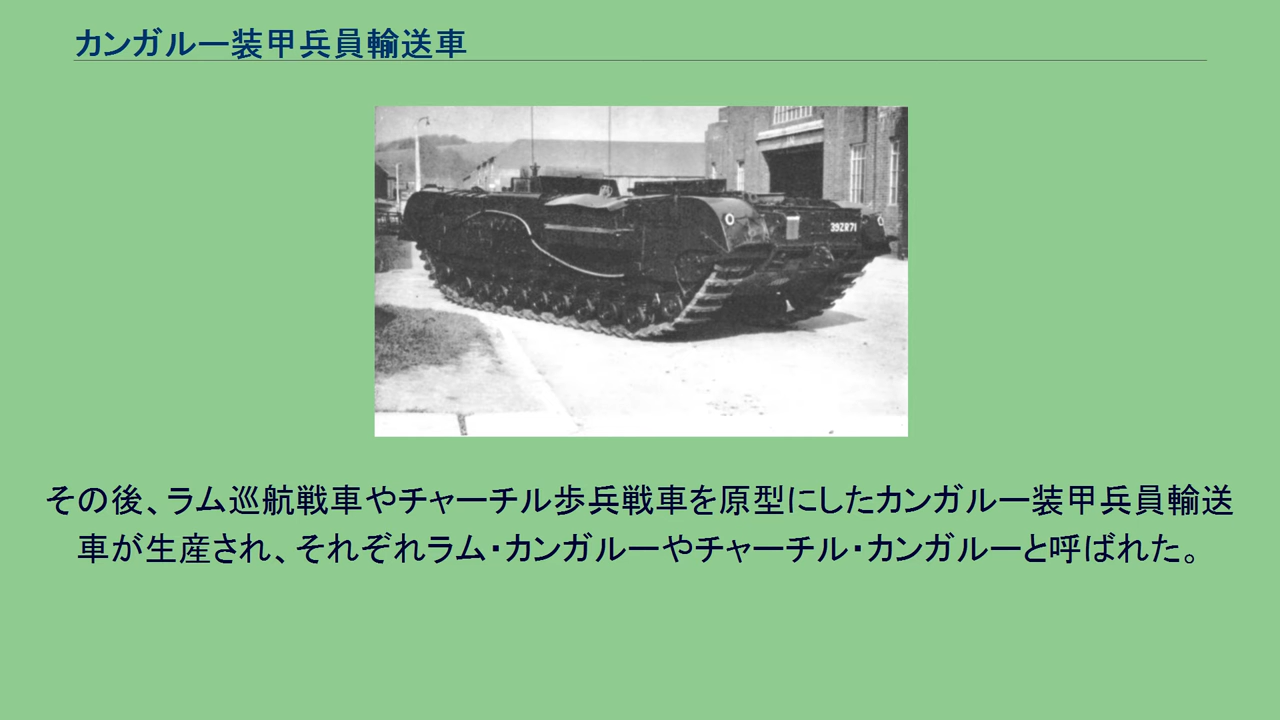 カンガルー装甲兵員輸送車
39ZR71
その後、ラム巡航戦車やチャーチル歩兵戦車を原型にしたカンガルー装甲兵員輸送
車が生産され、それぞれラム・カンガルーやチャーチル・カンガルーと呼ばれた。